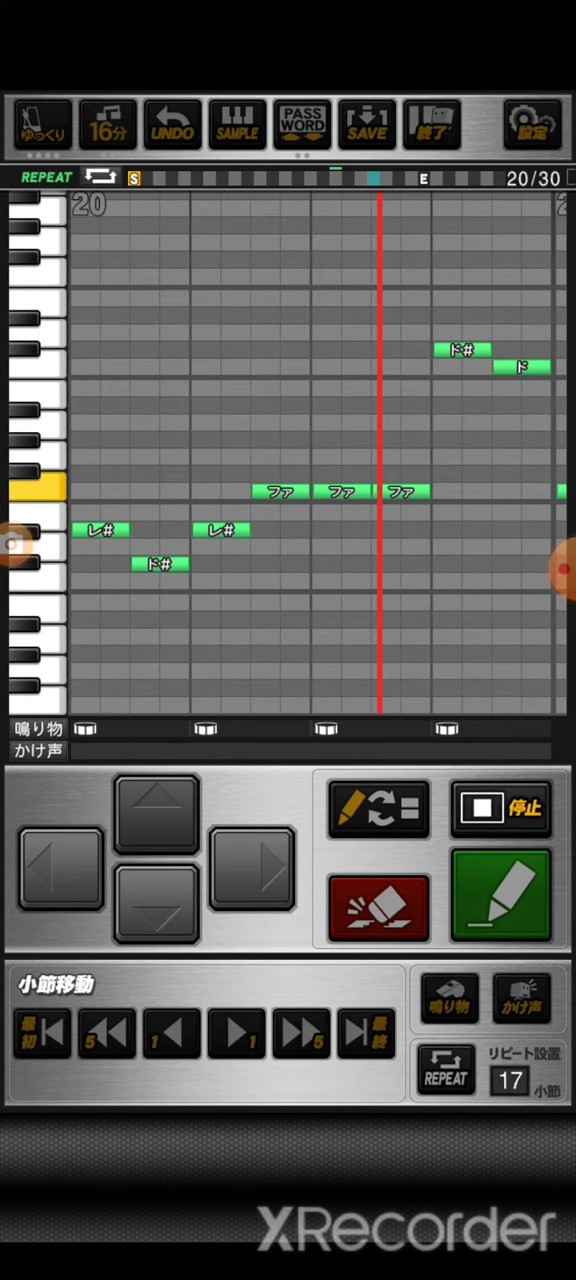 ゆっくり 16分 UNDO SAMPLE PASS WORD SAVE 終了 設定
REPEAT S E 20/30
20
ド#
ド
ファ ファ ファ
レ# レ#
ド#
鳴り物
かけ声
停止
小節移動
最初 5 1 1 5 最終
鳴り物 かけ声
REPEAT リピート設置
17 小節
XRecorder